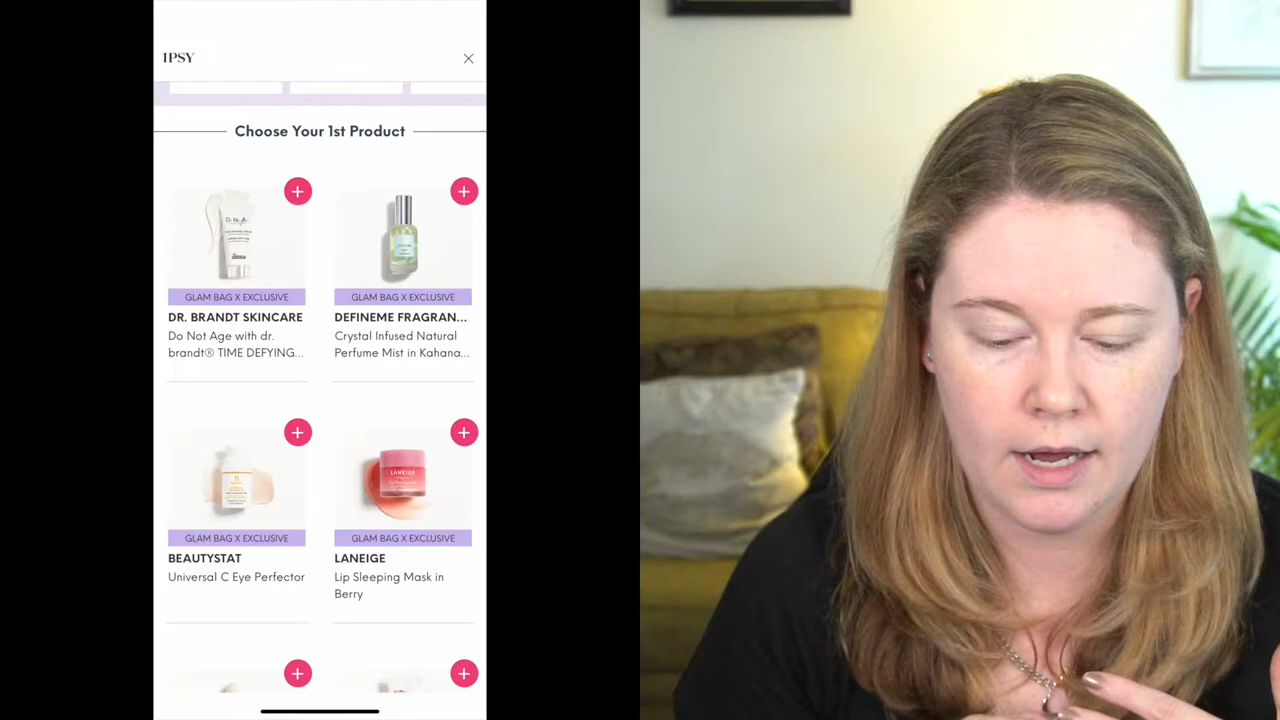 IPSY
Choose Your 1st Product
GLAM BAG X EXCLUSIVE
DR. BRANDT SKINCARE
Do Not Age with dr.
brandt® TIME DEFYING...
GLAM BAG X EXCLUSIVE
DEFINEME FRAGRAN...
Crystal Infused Natural
Perfume Mist in Kahana...
GLAM BAG X EXCLUSIVE
BEAUTYSTAT
Universal C Eye Perfector
LANEIGE
GLAM BAG X EXCLUSIVE
LANEIGE
Lip Sleeping Mask in
Berry